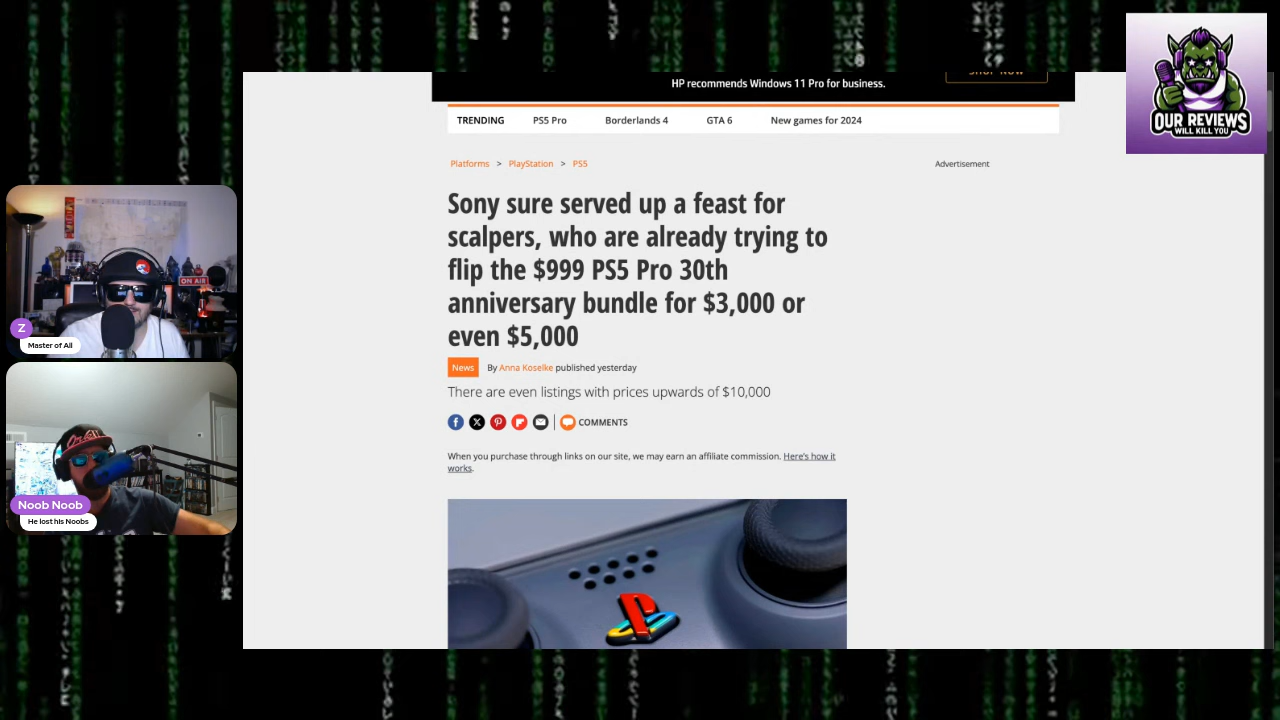 HP recommends Windows 11 Pro for business.
TRENDING PS5 Pro Borderlands 4 GTA 6 New games for 2024
Platforms > PlayStation > PS5
Advertisement
Sony sure served up a feast for
scalpers, who are already trying to
flip the $999 PS5 Pro 30th
anniversary bundle for $3,000 or
even $5,000
News By Anna Koselke published yesterday
There are even listings with prices upwards of $10,000
COMMENTS
When you purchase through links on our site, we may earn an affiliate commission. Here's how it
works.
OUR REVIEWS
WILL KILL YOU
ON AIR
Z
Master of All
Noob Noob
He lost his Noobs